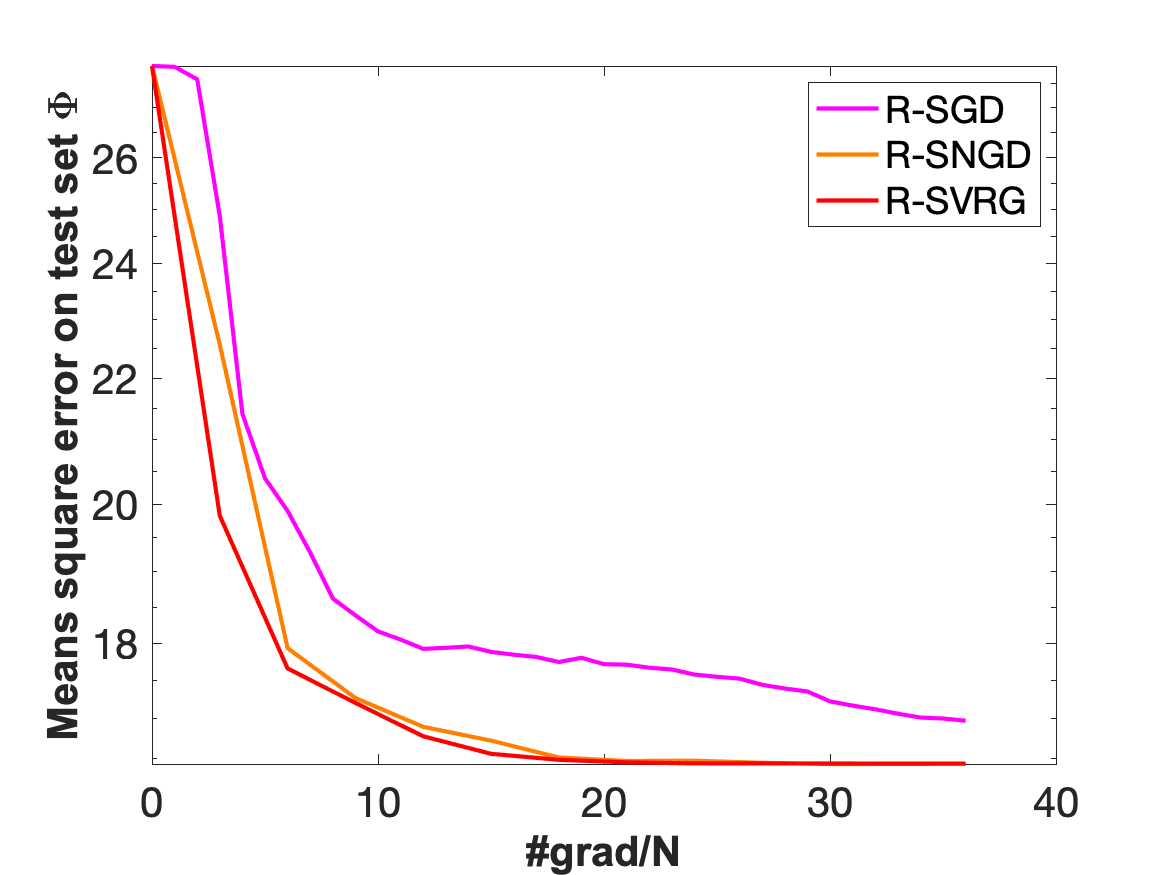 R-SGD
R-SNGD
R-SVRG
Means square error on test set Φ
26
24
22
20
18
0 10 20 30 40
#grad/N